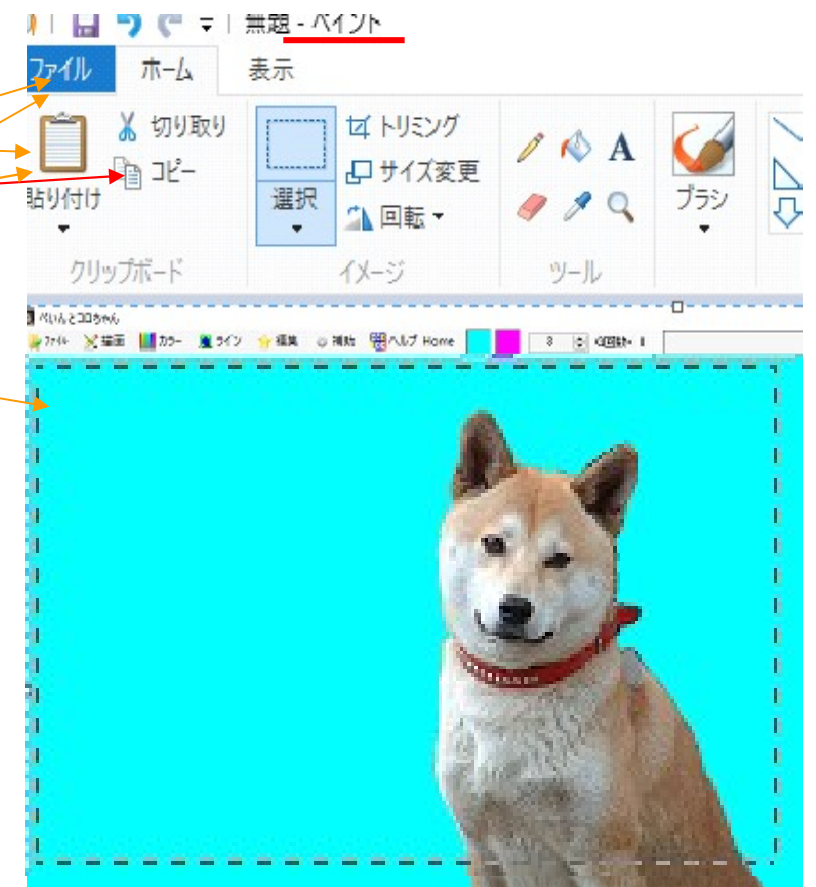 無題 - ペイント
ファイル ホーム 表示
切り取り
コピー
貼り付け
クリップボード
選択
トリミング
サイズ変更
回転
イメージ
A
ツール
ブラシ
ぺいんとコロちゃん
ファイル 描画 カラー ライン 編集 補助 ヘルプ Home